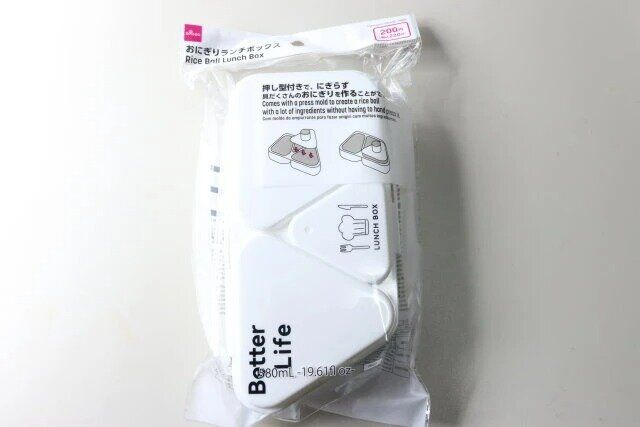 DAISO
200円
おにぎりランチボックス
Rice Ball Lunch Box
押し型付きで、にぎらず
具だくさんのおにぎりを作ることが
Comes with a press mold to create a rice ball
with a lot of ingredients without having to hand
LUNCH BOX
Better
Life
580mL -19.61fl oz-